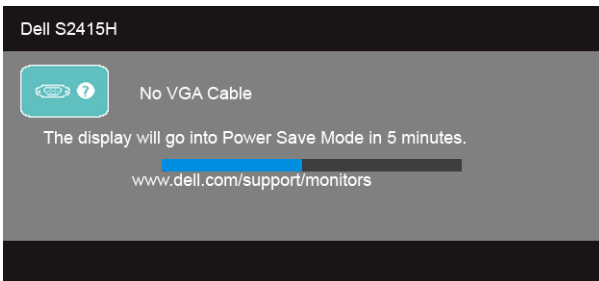 Dell S2415H
?
No VGA Cable
The display will go into Power Save Mode in 5 minutes.
www.dell.com/support/monitors